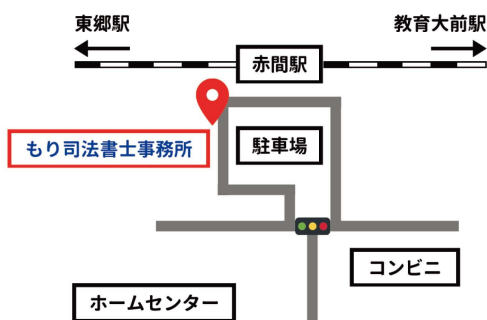 東郷駅
教育大前駅
赤間駅
もり司法書士事務所
駐車場
コンビニ
ホームセンター